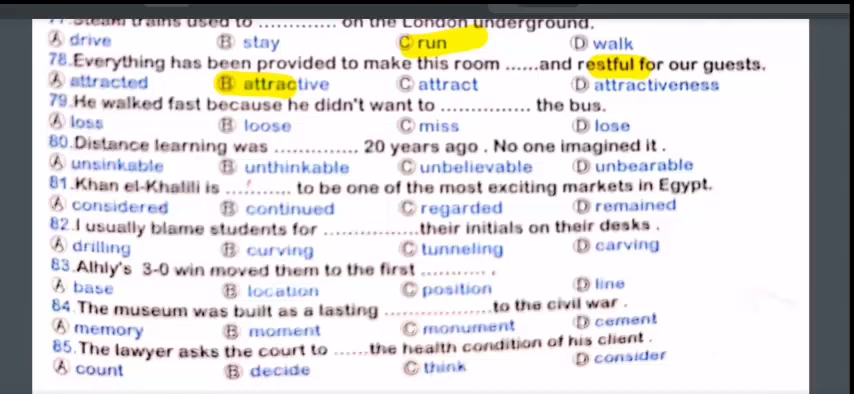 77.Steam trains used to .............. on the London underground.
Ⓐ drive Ⓑ stay Ⓒ run Ⓓ walk
78.Everything has been provided to make this room ......and restful for our guests.
Ⓐ attracted Ⓑ attractive Ⓒ attract Ⓓ attractiveness
79.He walked fast because he didn't want to ............... the bus.
Ⓐ loss Ⓑ loose Ⓒ miss Ⓓ lose
80.Distance learning was .............. 20 years ago . No one imagined it .
Ⓐ unsinkable Ⓑ unthinkable Ⓒ unbelievable Ⓓ unbearable
81.Khan el-Khalili is ........... to be one of the most exciting markets in Egypt.
Ⓐ considered Ⓑ continued Ⓒ regarded Ⓓ remained
82.I usually blame students for ................their initials on their desks .
Ⓐ drilling Ⓑ curving Ⓒ tunneling Ⓓ carving
83.Alhly's 3-0 win moved them to the first ............ .
Ⓐ base Ⓑ location Ⓒ position Ⓓ line
84.The museum was built as a lasting ..................to the civil war .
Ⓐ memory Ⓑ moment Ⓒ monument Ⓓ cement
85.The lawyer asks the court to ......the health condition of his client .
Ⓐ count Ⓑ decide Ⓒ think Ⓓ consider